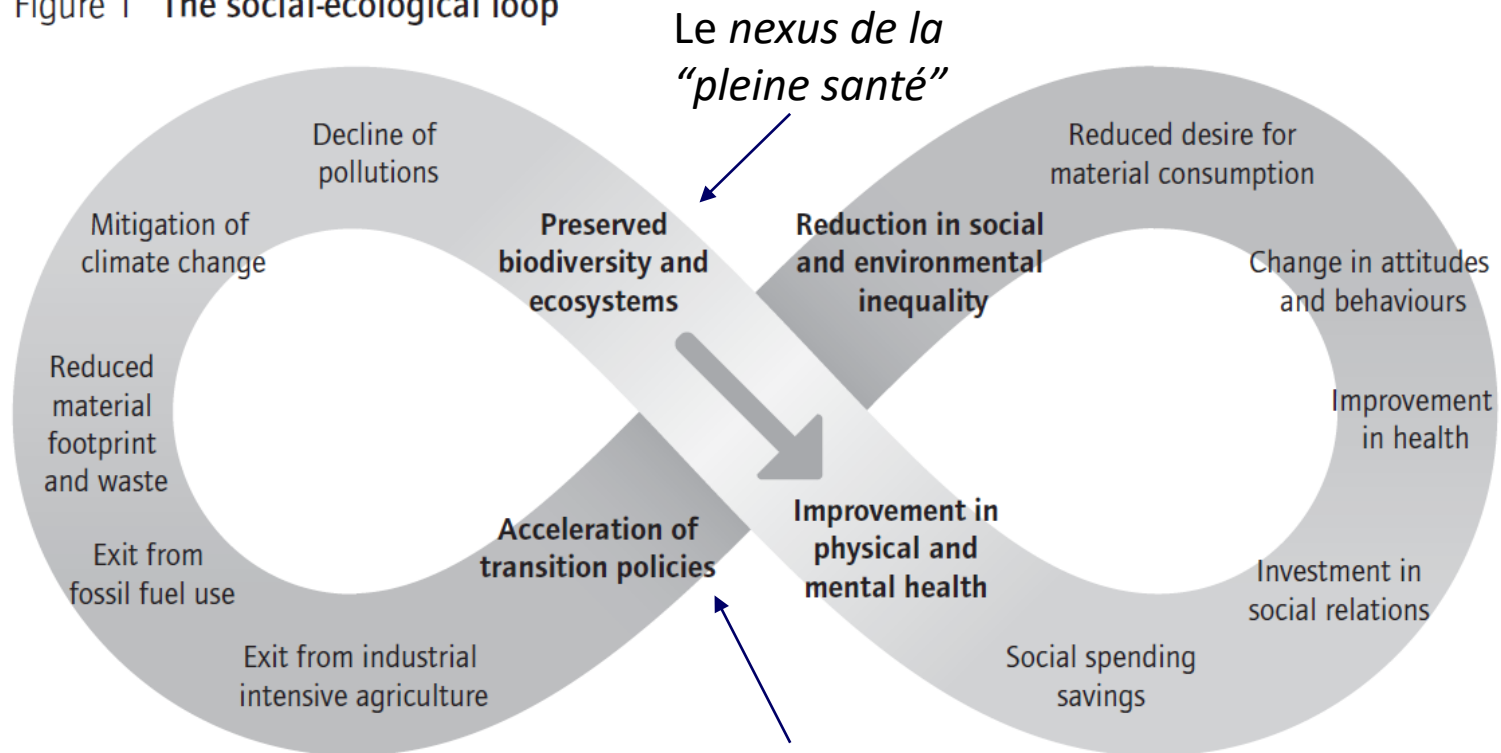 Figure 1 The social-ecological loop
Le nexus de la
“pleine santé”
Decline of
pollutions
Mitigation of
climate change
Reduced
material
footprint
and waste
Exit from
fossil fuel use
Exit from industrial
intensive agriculture
Preserved
biodiversity and
ecosystems
Acceleration of
transition policies
Reduction in social
and environmental
inequality
Improvement in
physical and
mental health
Reduced desire for
material consumption
Change in attitudes
and behaviours
Improvement
in health
Investment in
social relations
Social spending
savings